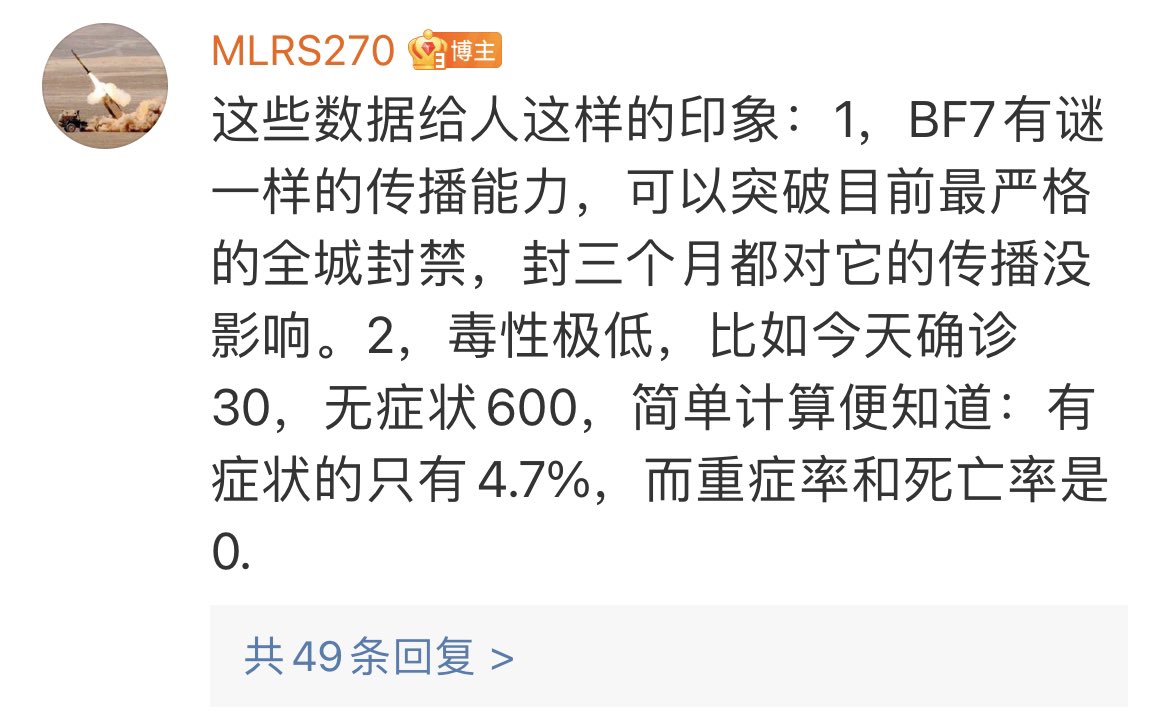 MLRS270 3 博主
这些数据给人这样的印象：1，BF7有谜
一样的传播能力，可以突破目前最严格
的全城封禁，封三个月都对它的传播没
影响。2，毒性极低，比如今天确诊
30，无症状600，简单计算便知道：有
症状的只有4.7%，而重症率和死亡率是
0.
共49条回复 >